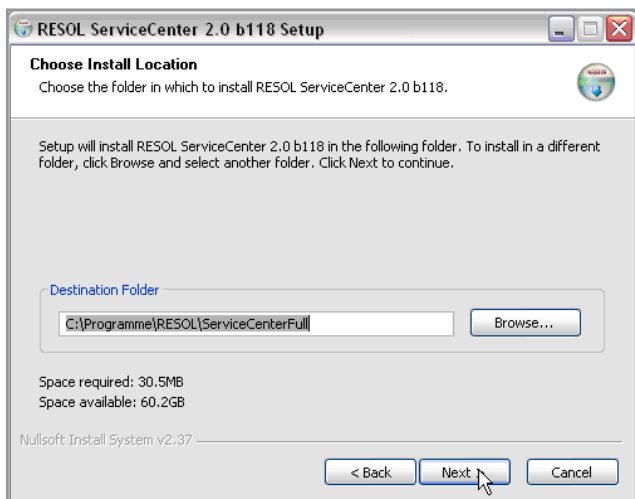 RESOL ServiceCenter 2.0 b118 Setup
Choose Install Location
Choose the folder in which to install RESOL ServiceCenter 2.0 b118.
Setup will install RESOL ServiceCenter 2.0 b118 in the following folder. To install in a different
folder, click Browse and select another folder. Click Next to continue.
Destination Folder
C:\Programme\RESOL\ServiceCenterFull
Browse...
Space required: 30.5MB
Space available: 60.2GB
Nullsoft Install System v2.37
< Back
Next >
Cancel